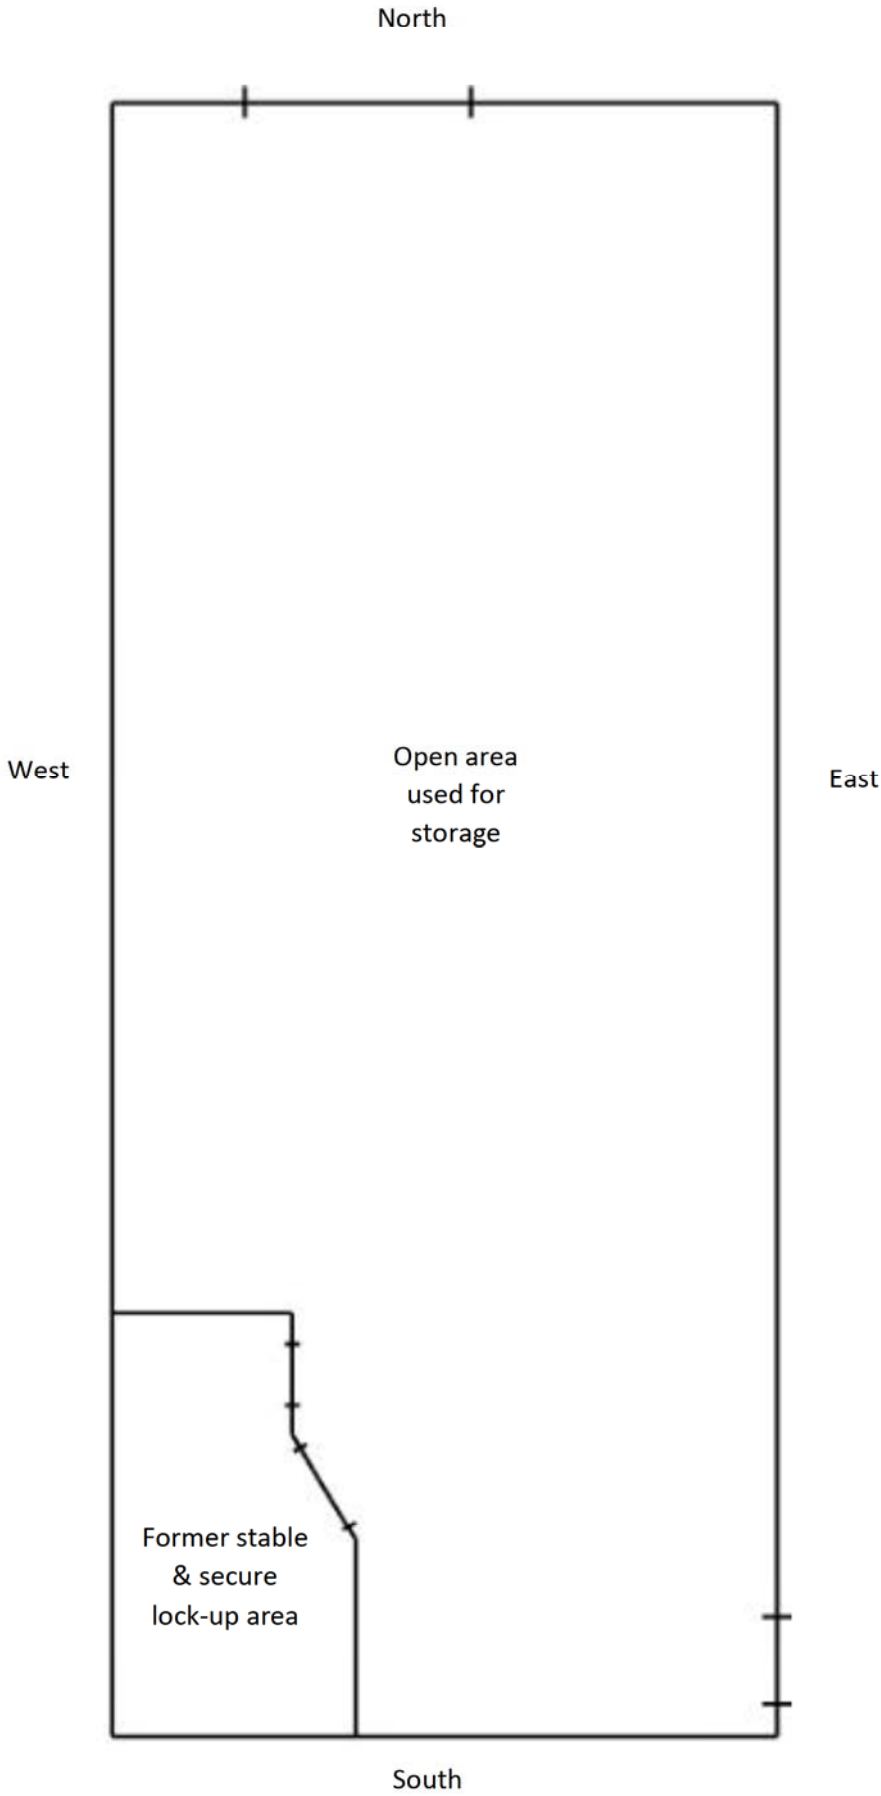 North
West
Open area
used for
storage
East
Former stable
& secure
lock-up area
South